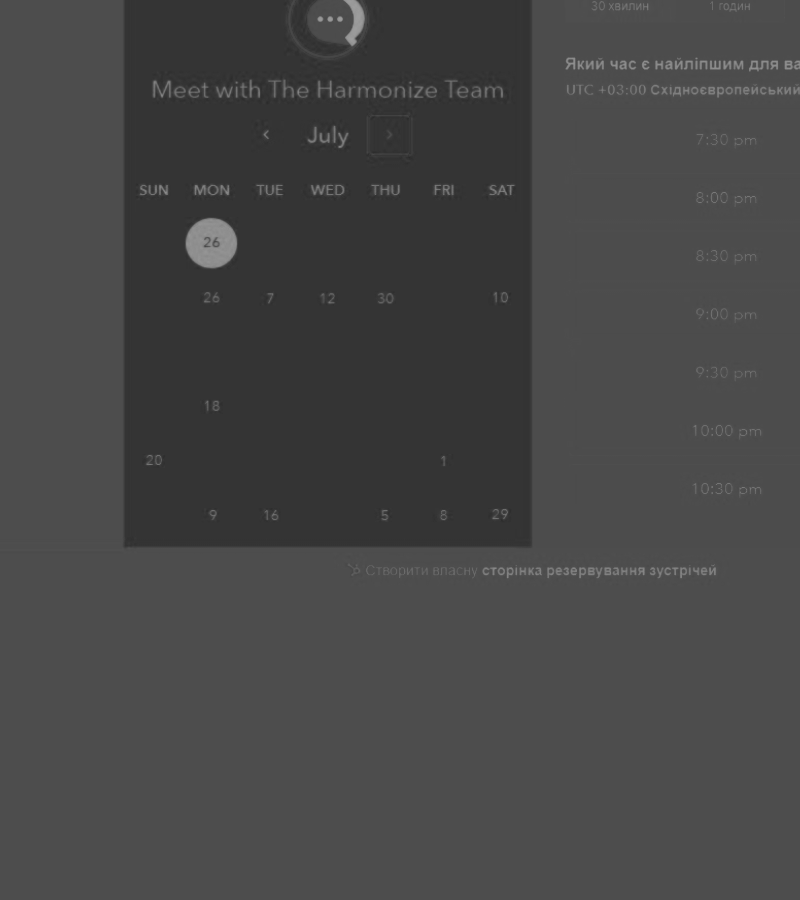 30 хвилин 1 годин
Meet with The Harmonize Team
July
SUN MON TUE WED THU FRI SAT
26
26 7 12 30 10
18
20 1
9 16 5 8 29
Який час є найліпшим для ва
UTC +03:00 Східноєвропейський
7:30 pm
8:00 pm
8:30 pm
9:00 pm
9:30 pm
10:00 pm
10:30 pm
Створити власну сторінка резервування зустрічей